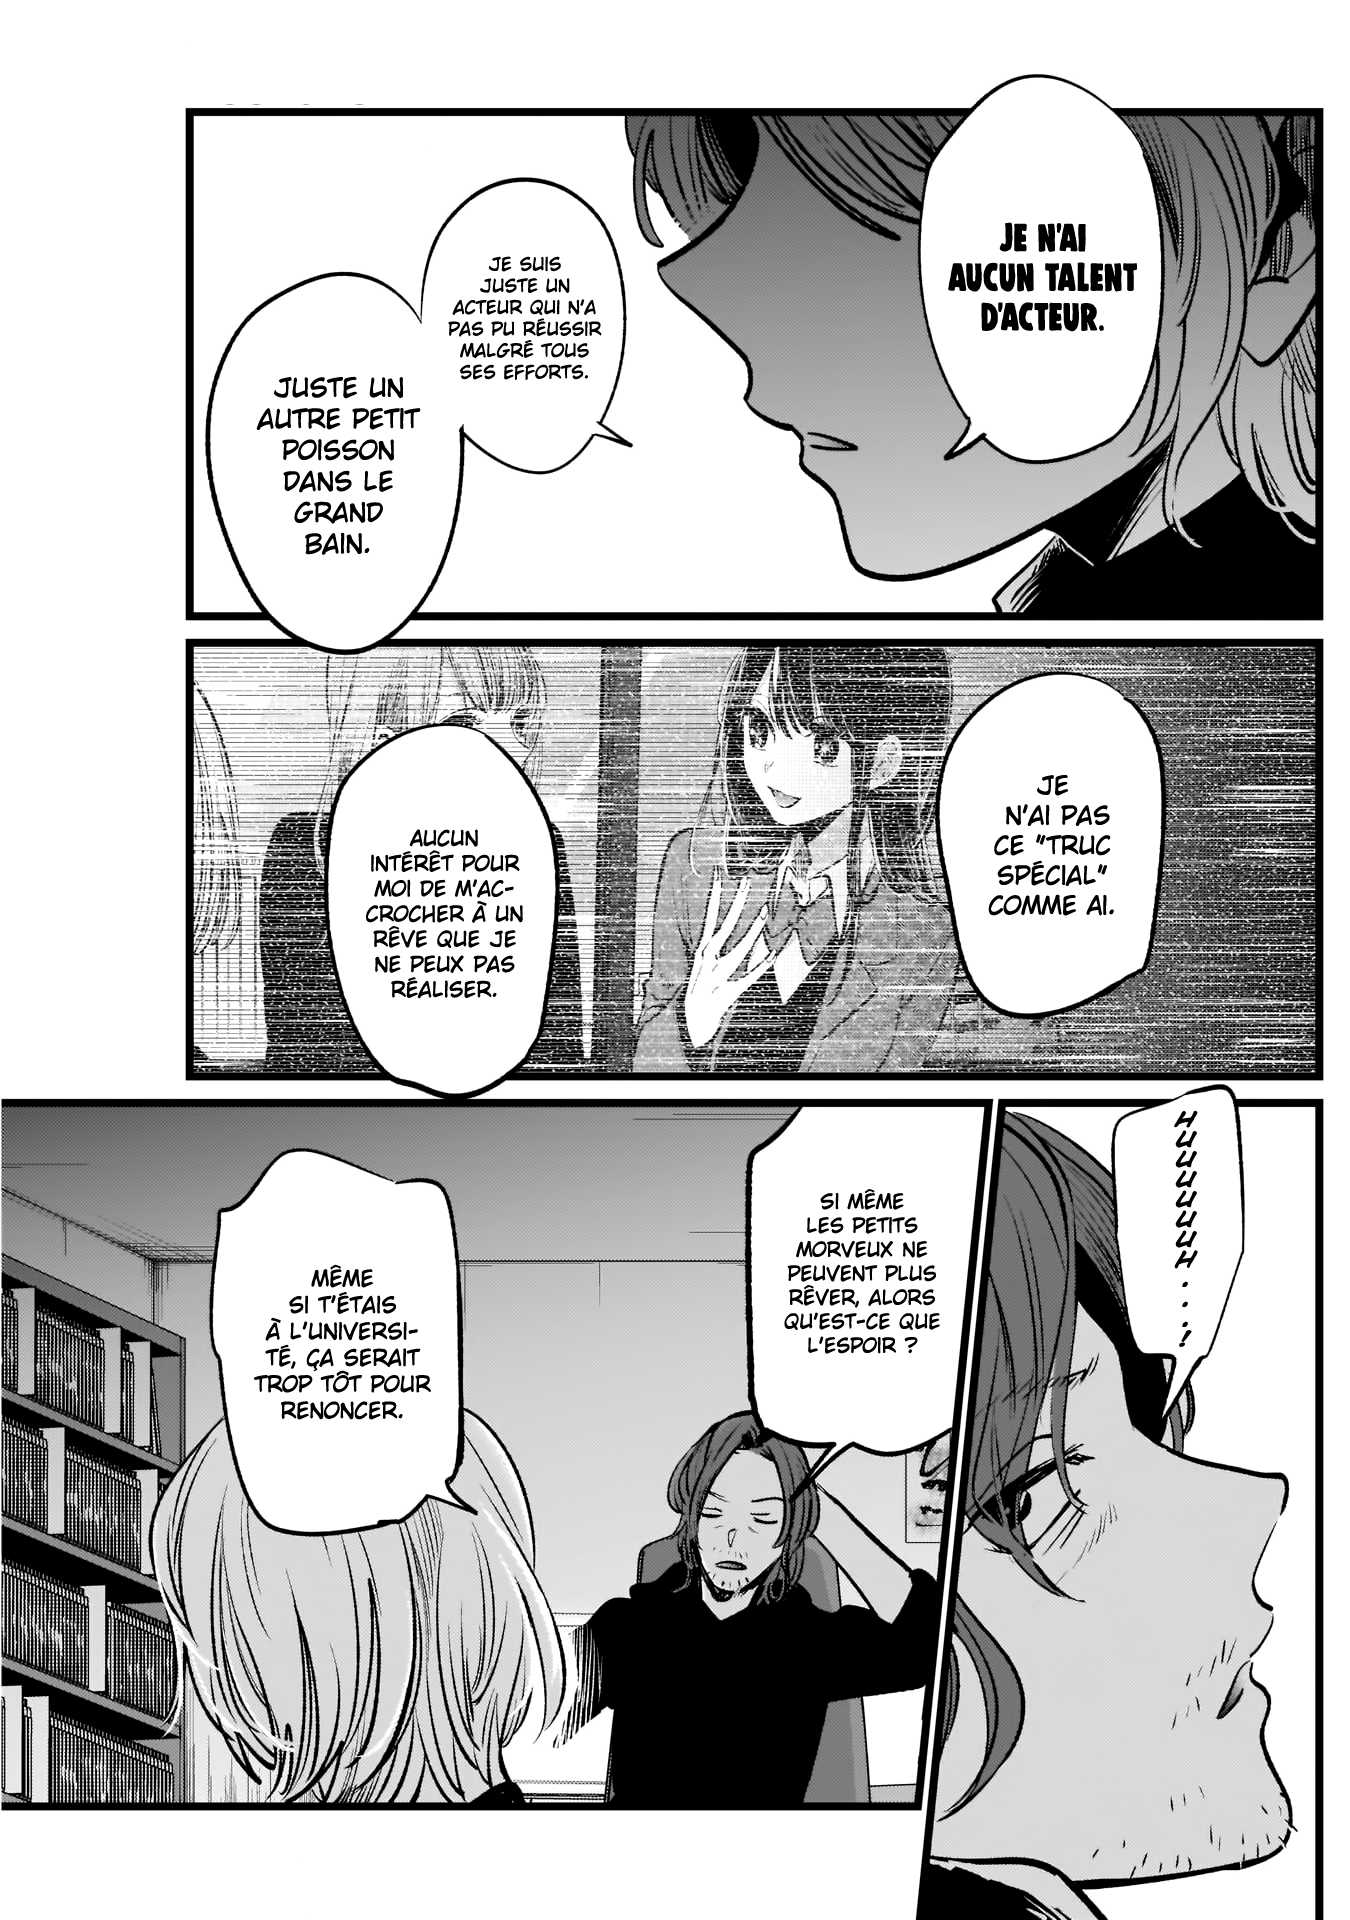 JE N'AI
AUCUN TALENT
D'ACTEUR.
JE SUIS
JUSTE UN
ACTEUR QUI N'A
PAS PU RÉUSSIR
MALGRÉ TOUS
SES EFFORTS.
JUSTE UN
AUTRE PETIT
POISSON
DANS LE
GRAND
BAIN.
JE
N'AI PAS
CE "TRUC
SPÉCIAL"
COMME AI.
AUCUN
INTÉRÊT POUR
MOI DE M'AC-
CROCHER À UN
RÊVE QUE JE
NE PEUX PAS
RÉALISER.
HUUUUUUH...!
SI MÊME
LES PETITS
MORVEUX NE
PEUVENT PLUS
RÊVER, ALORS
QU'EST-CE QUE
L'ESPOIR ?
MÊME
SI T'ÉTAIS
À L'UNIVERSI-
TÉ, ÇA SERAIT
TROP TÔT POUR
RENONCER.